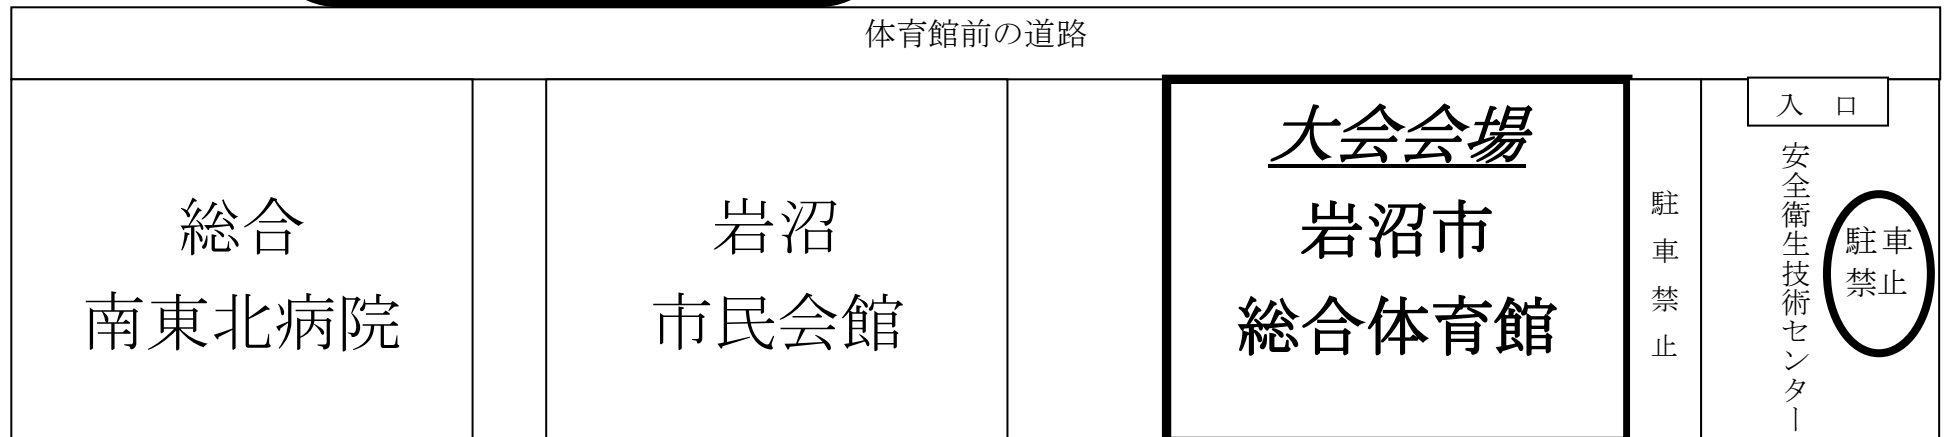 体育館前の道路
総合
南東北病院
岩沼
市民会館
大会会場
岩沼市
総合体育館
駐車禁止
入 口
安全衛生技術センター
駐車
禁止